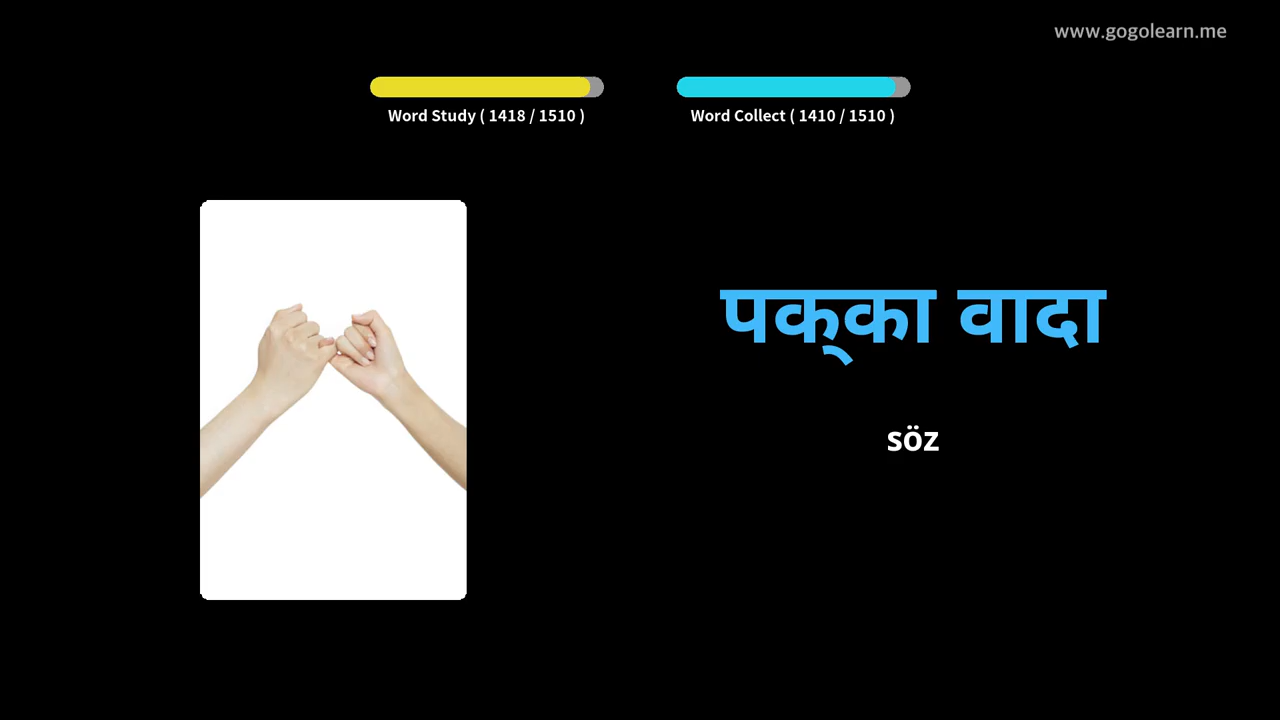 www.gogolearn.me
Word Study ( 1418 / 1510 )
Word Collect ( 1410 / 1510 )
पक्‌का वादा
söz